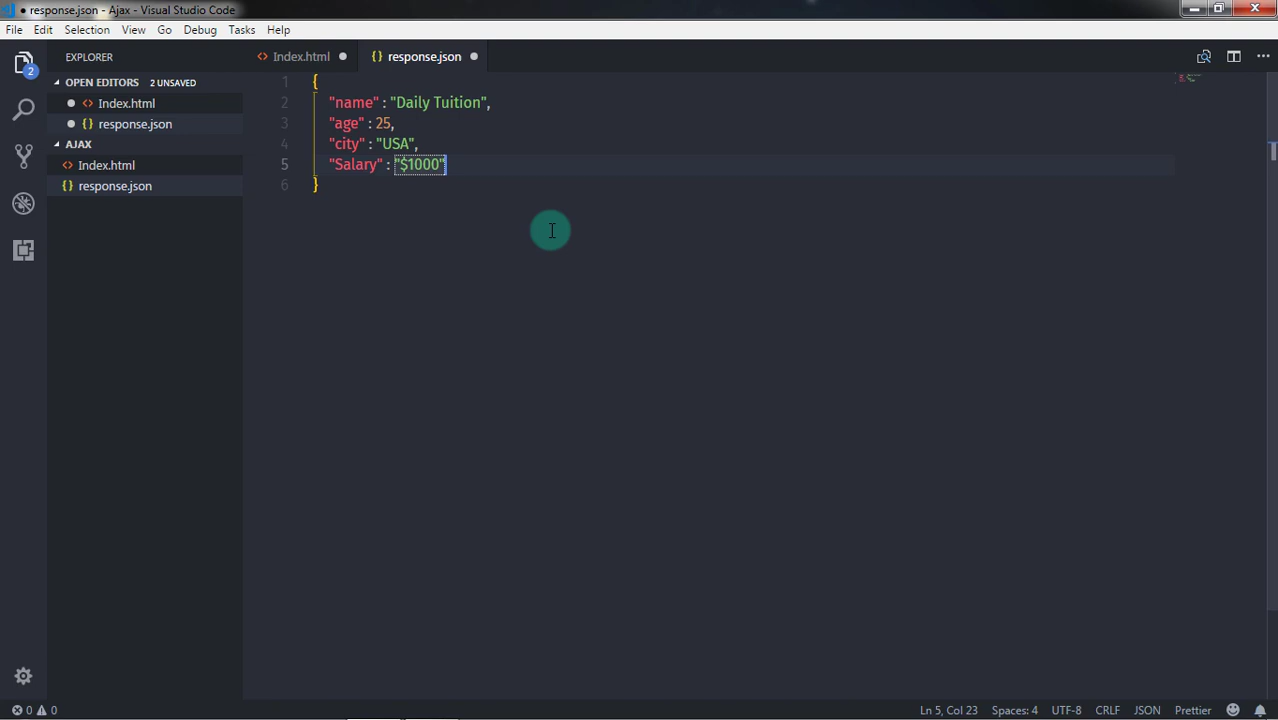 ● response.json - Ajax - Visual Studio Code
File Edit Selection View Go Debug Tasks Help
EXPLORER
Index.html
response.json
OPEN EDITORS 2 UNSAVED
Index.html
response.json
AJAX
Index.html
response.json
2
1 {
2 "name" : "Daily Tuition",
3 "age" : 25,
4 "city" : "USA",
5 "Salary" : "$1000"
6 }
0 0
Ln 5, Col 23 Spaces: 4 UTF-8 CRLF JSON Prettier